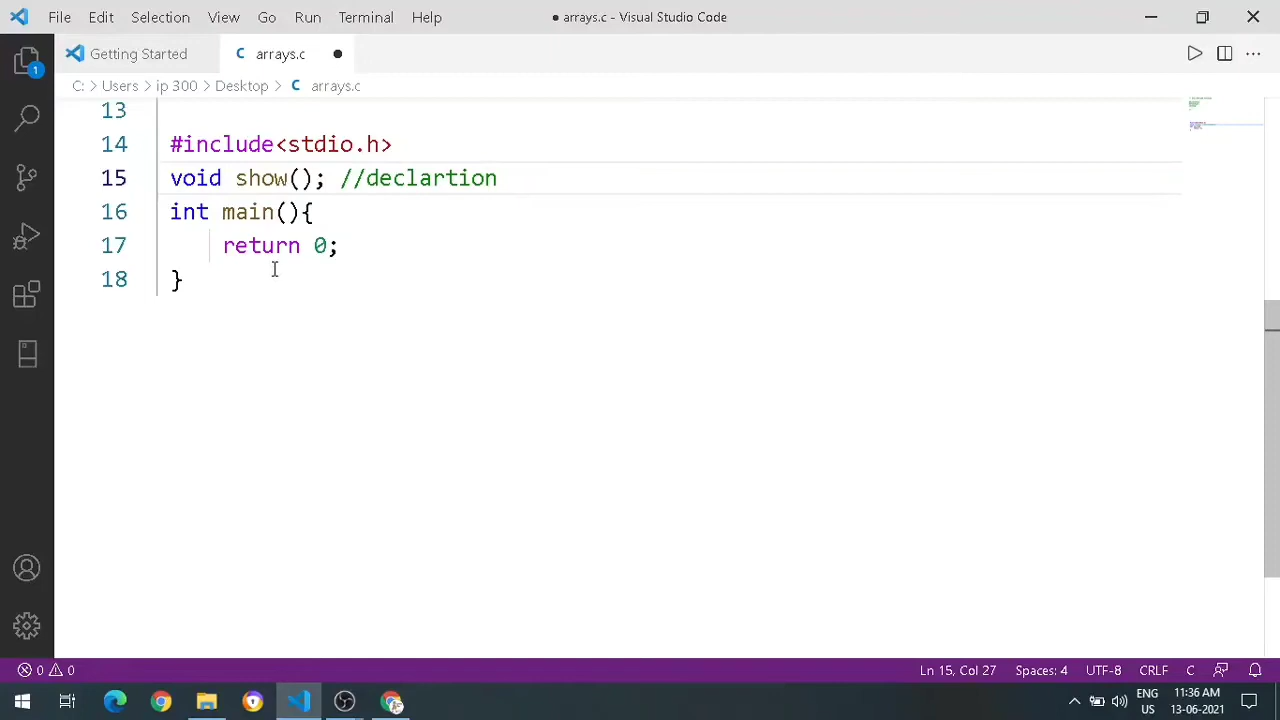 File Edit Selection View Go Run Terminal Help ● arrays.c - Visual Studio Code
Getting Started C arrays.c ●
C: > Users > ip 300 > Desktop > C arrays.c
13
14 #include<stdio.h>
15 void show(); //declartion
16 int main(){
17 return 0;
18 }
1
0 0 Ln 15, Col 27 Spaces: 4 UTF-8 CRLF C
ENG 11:36 AM
US 13-06-2021